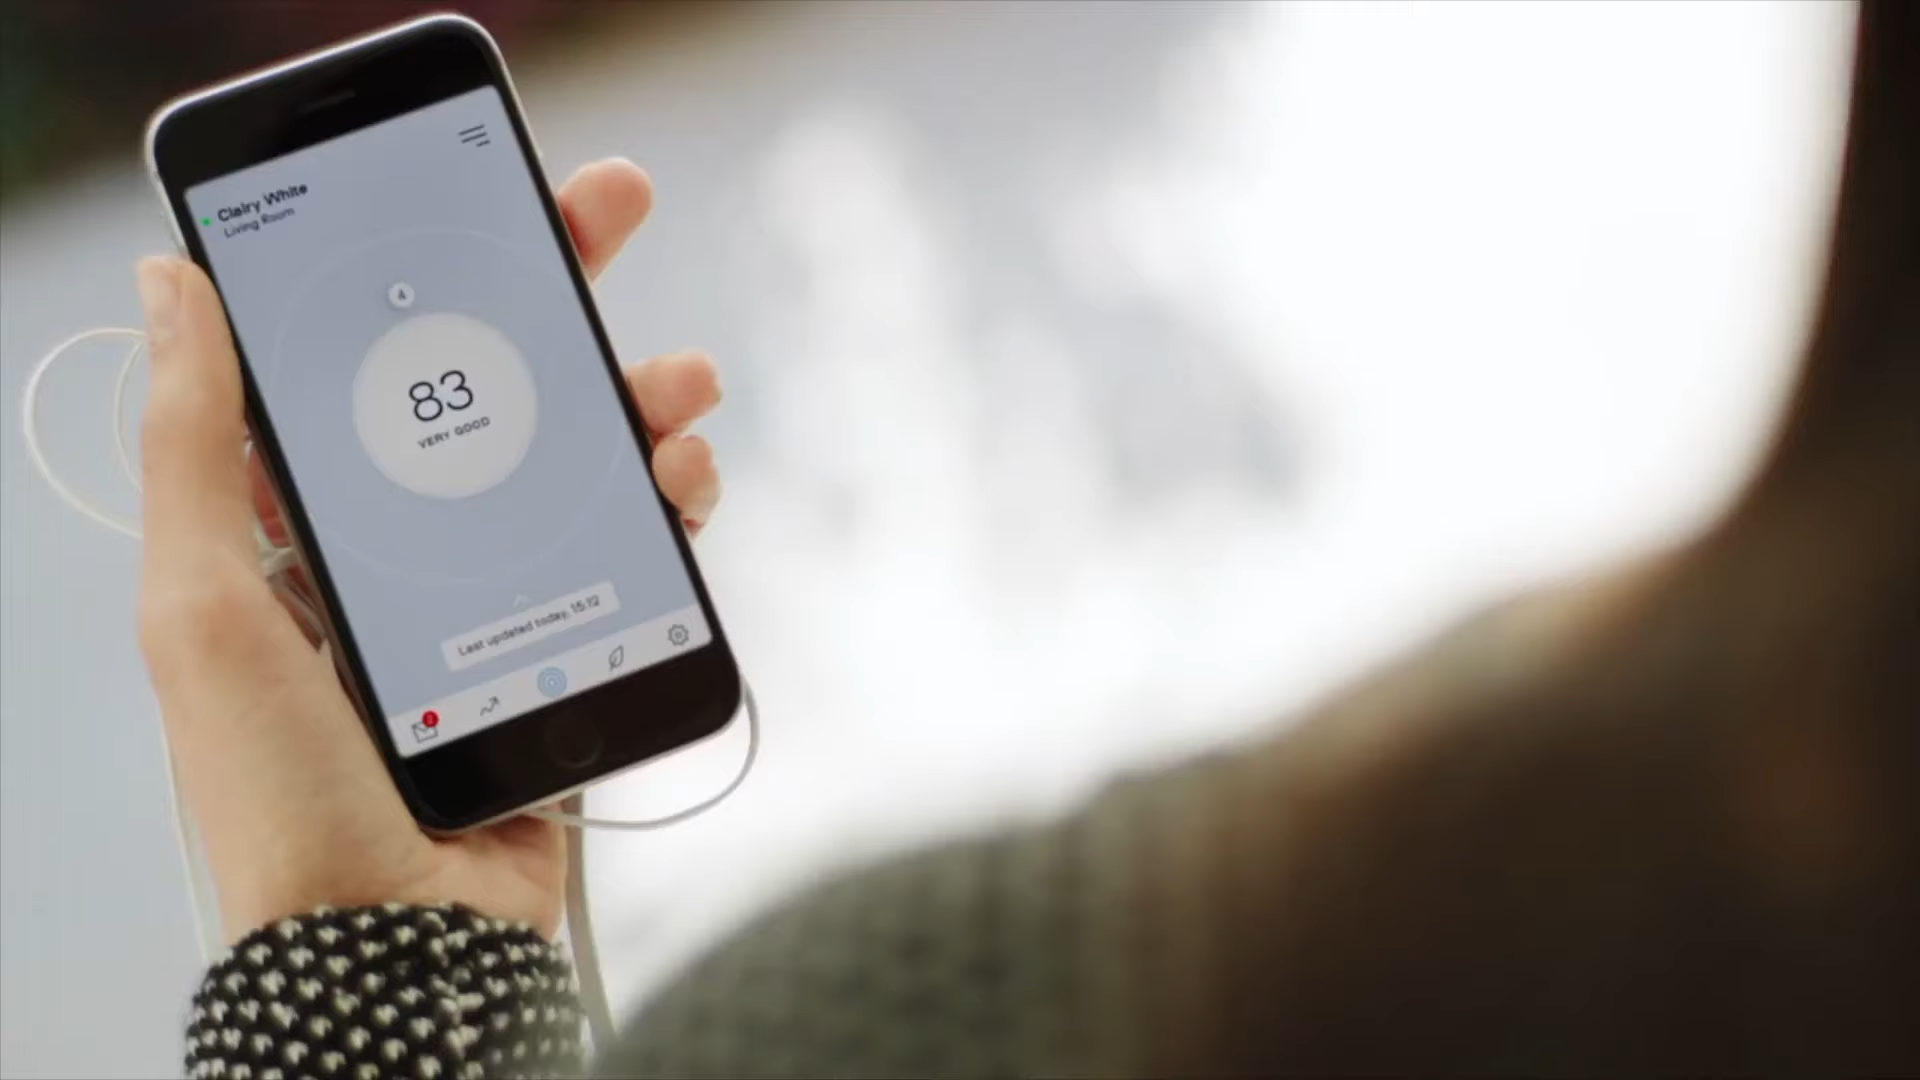 Clairy White
Living Room
4
83
VERY GOOD
Last updated today, 15:12